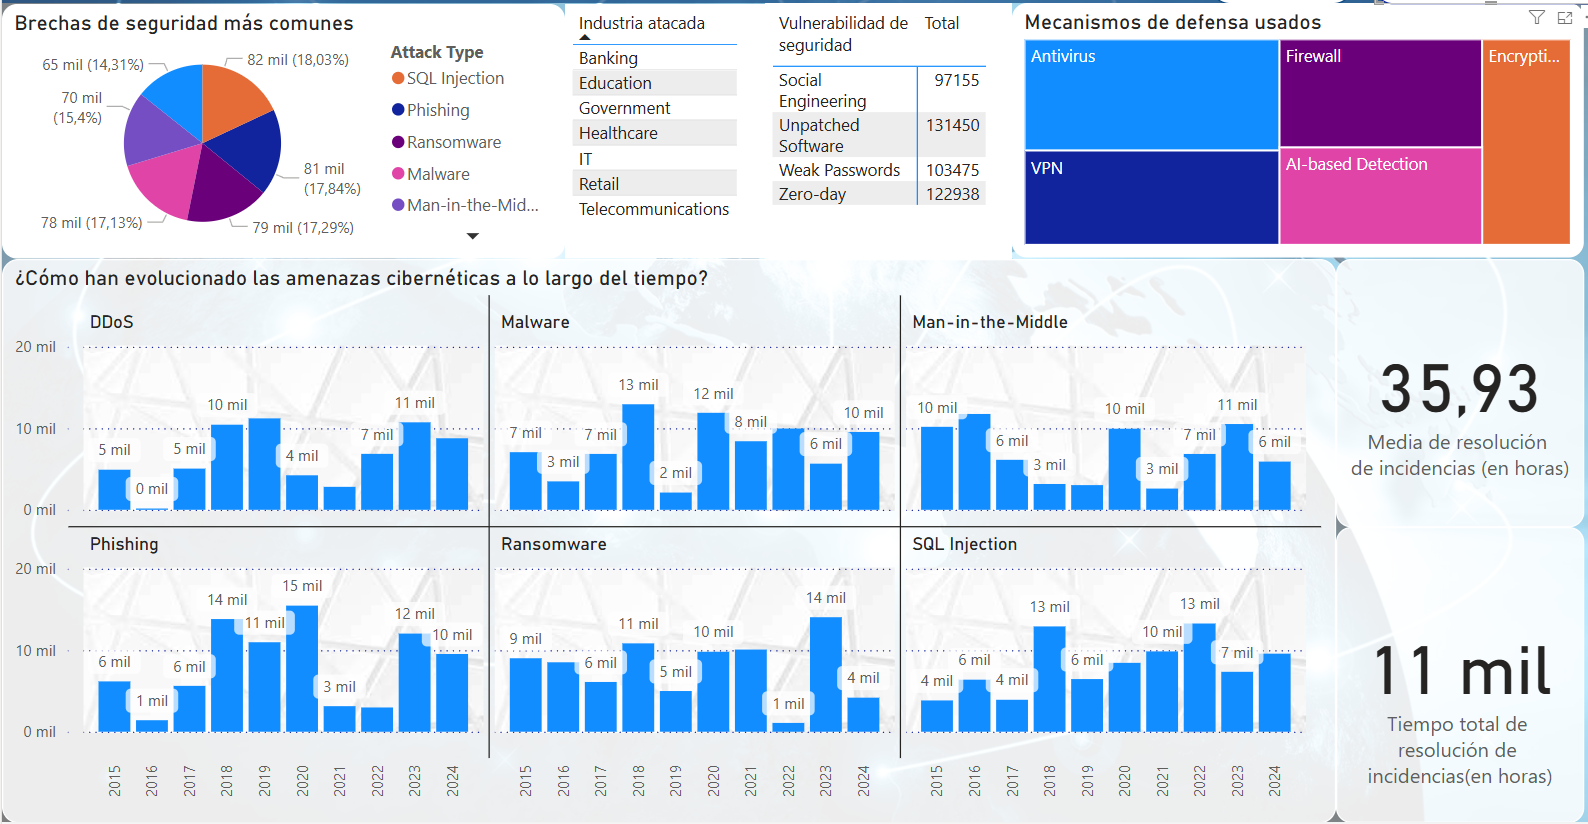 Brechas de seguridad más comunes
82 mil (18,03%)
65 mil (14,31%)
70 mil
(15,4%)
81 mil
(17,84%)
78 mil (17,13%)
79 mil (17,29%)
Attack Type
SQL Injection
Phishing
Ransomware
Malware
Man-in-the-Mid...
Industria atacada
Banking
Education
Government
Healthcare
IT
Retail
Telecommunications
Vulnerabilidad de
seguridad
Total
Social
Engineering
97155
Unpatched
Software
131450
Weak Passwords 103475
Zero-day 122938
Mecanismos de defensa usados
Antivirus
Firewall
Encrypti...
VPN
AI-based Detection
¿Cómo han evolucionado las amenazas cibernéticas a lo largo del tiempo?
DDoS
20 mil
10 mil
0 mil
5 mil
0 mil
5 mil
10 mil
4 mil
7 mil
11 mil
Malware
7 mil
3 mil
7 mil
13 mil
2 mil
12 mil
8 mil
6 mil
10 mil
Man-in-the-Middle
10 mil
6 mil
3 mil
10 mil
3 mil
7 mil
11 mil
6 mil
Phishing
20 mil
10 mil
0 mil
6 mil
1 mil
6 mil
14 mil
11 mil
15 mil
3 mil
12 mil
10 mil
Ransomware
9 mil
6 mil
11 mil
5 mil
10 mil
1 mil
14 mil
4 mil
SQL Injection
4 mil
6 mil
4 mil
13 mil
6 mil
10 mil
13 mil
7 mil
2015 2016 2017 2018 2019 2020 2021 2022 2023 2024
2015 2016 2017 2018 2019 2020 2021 2022 2023 2024
2015 2016 2017 2018 2019 2020 2021 2022 2023 2024
35,93
Media de resolución
de incidencias (en horas)
11 mil
Tiempo total de
resolución de
incidencias(en horas)